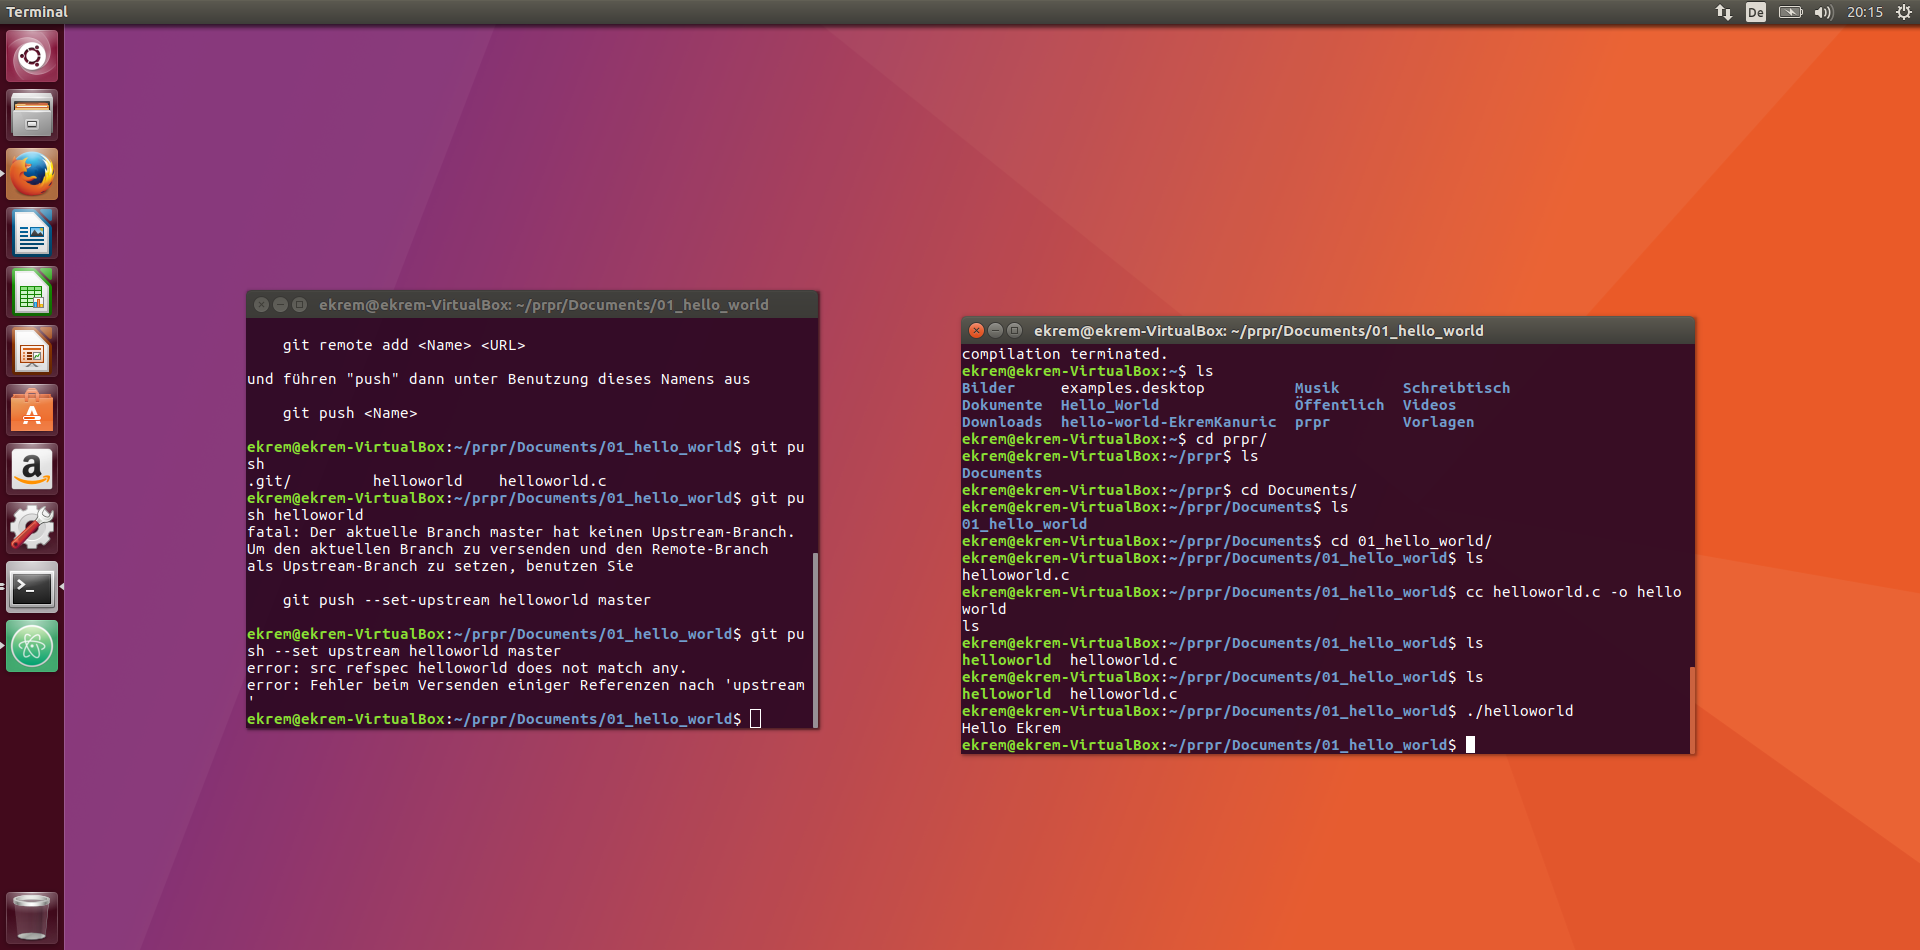 Terminal
De
20:15
ekrem@ekrem-VirtualBox: ~/prpr/Documents/01_hello_world
git remote add <Name> <URL>
und führen "push" dann unter Benutzung dieses Namens aus
git push <Name>
ekrem@ekrem-VirtualBox:~/prpr/Documents/01_hello_world$ git pu
sh
.git/ helloworld helloworld.c
ekrem@ekrem-VirtualBox:~/prpr/Documents/01_hello_world$ git pu
sh helloworld
fatal: Der aktuelle Branch master hat keinen Upstream-Branch.
Um den aktuellen Branch zu versenden und den Remote-Branch
als Upstream-Branch zu setzen, benutzen Sie
git push --set-upstream helloworld master
ekrem@ekrem-VirtualBox:~/prpr/Documents/01_hello_world$ git pu
sh --set upstream helloworld master
error: src refspec helloworld does not match any.
error: Fehler beim Versenden einiger Referenzen nach 'upstream
'
ekrem@ekrem-VirtualBox:~/prpr/Documents/01_hello_world$
ekrem@ekrem-VirtualBox: ~/prpr/Documents/01_hello_world
compilation terminated.
ekrem@ekrem-VirtualBox:~$ ls
Bilder examples.desktop Musik Schreibtisch
Dokumente Hello_World Öffentlich Videos
Downloads hello-world-EkremKanuric prpr Vorlagen
ekrem@ekrem-VirtualBox:~$ cd prpr/
ekrem@ekrem-VirtualBox:~/prpr$ ls
Documents
ekrem@ekrem-VirtualBox:~/prpr$ cd Documents/
ekrem@ekrem-VirtualBox:~/prpr/Documents$ ls
01_hello_world
ekrem@ekrem-VirtualBox:~/prpr/Documents$ cd 01_hello_world/
ekrem@ekrem-VirtualBox:~/prpr/Documents/01_hello_world$ ls
helloworld.c
ekrem@ekrem-VirtualBox:~/prpr/Documents/01_hello_world$ cc helloworld.c -o hello
world
ls
ekrem@ekrem-VirtualBox:~/prpr/Documents/01_hello_world$ ls
helloworld helloworld.c
ekrem@ekrem-VirtualBox:~/prpr/Documents/01_hello_world$ ls
helloworld helloworld.c
ekrem@ekrem-VirtualBox:~/prpr/Documents/01_hello_world$ ./helloworld
Hello Ekrem
ekrem@ekrem-VirtualBox:~/prpr/Documents/01_hello_world$